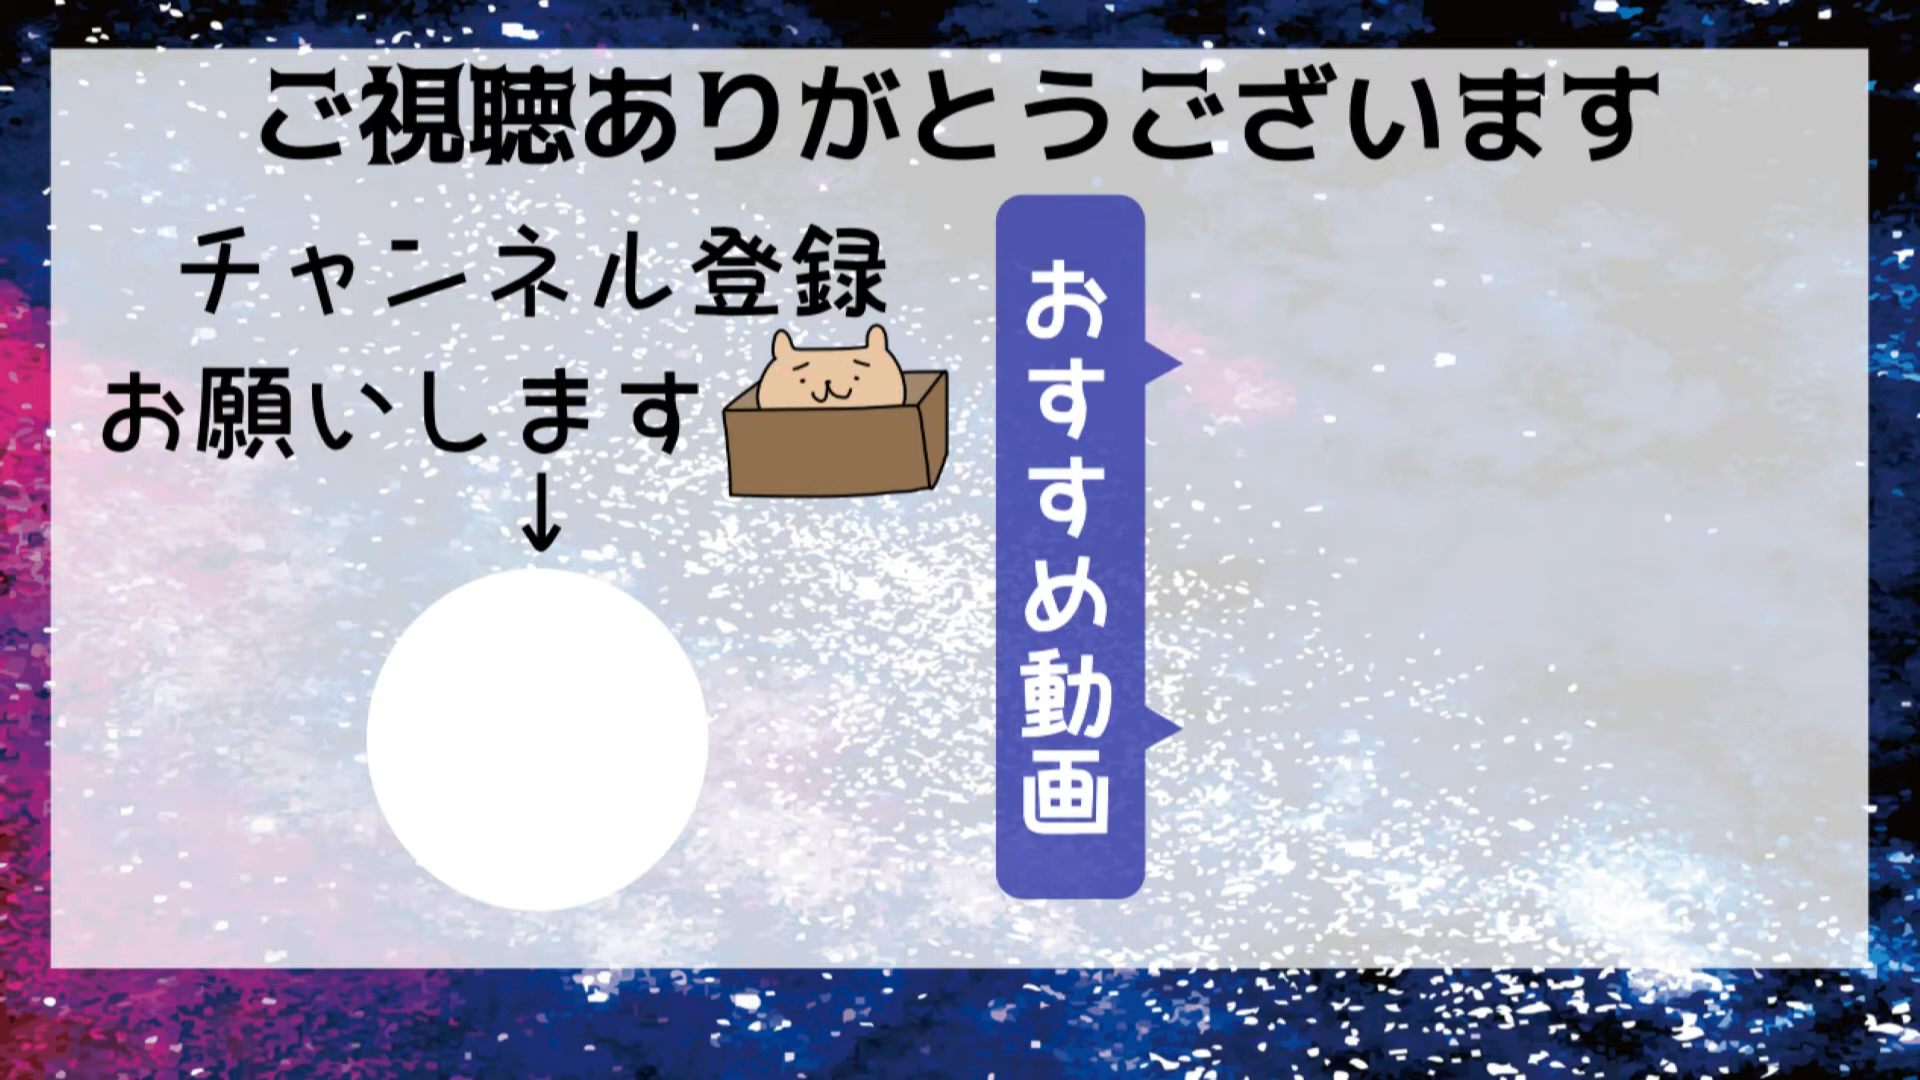 ご視聴ありがとうございます
チャンネル登録
お願いします
↓
おすすめ動画